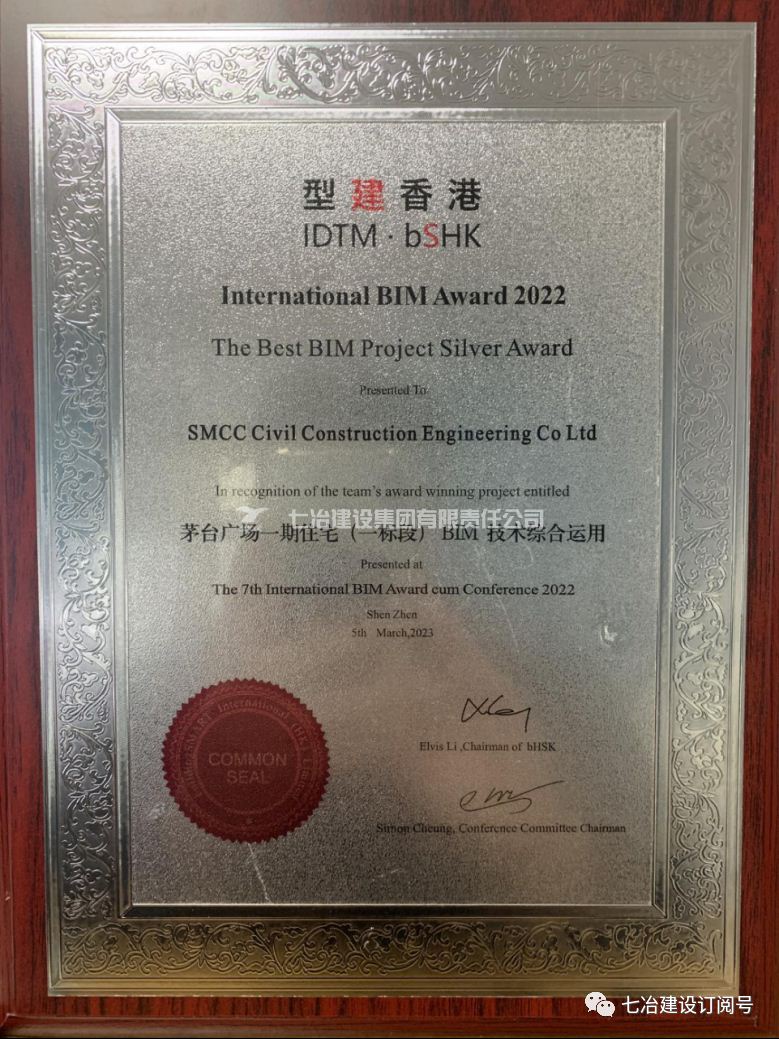 型建香港
IDTM · bSHK
International BIM Award 2022
The Best BIM Project Silver Award
Presented To
SMCC Civil Construction Engineering Co Ltd
In recognition of the team's award winning project entitled
七冶建设集团有限责任公司
茅台广场一期住宅（一标段） BIM 技术综合运用
Presented at
The 7th International BIM Award cum Conference 2022
Shen Zhen
5th March,2023
SMART International (HK) Limited
COMMON
SEAL
Elvis Li ,Chairman of bHSK
Simon Cheung, Conference Committee Chairman
七冶建设订阅号